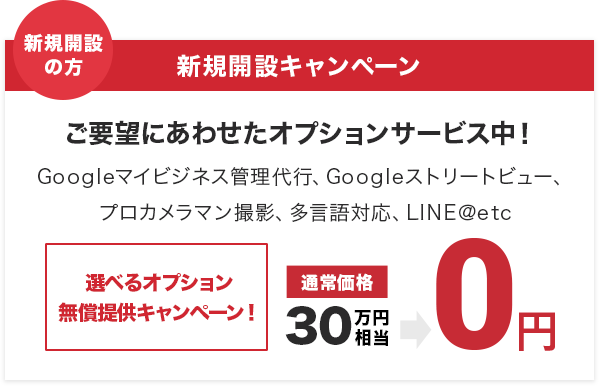 新規開設
の方
新規開設キャンペーン
ご要望にあわせたオプションサービス中！
Googleマイビジネス管理代行、Googleストリートビュー、
プロカメラマン撮影、多言語対応、LINE@etc
選べるオプション
無償提供キャンペーン！
通常価格
30万円相当
0円